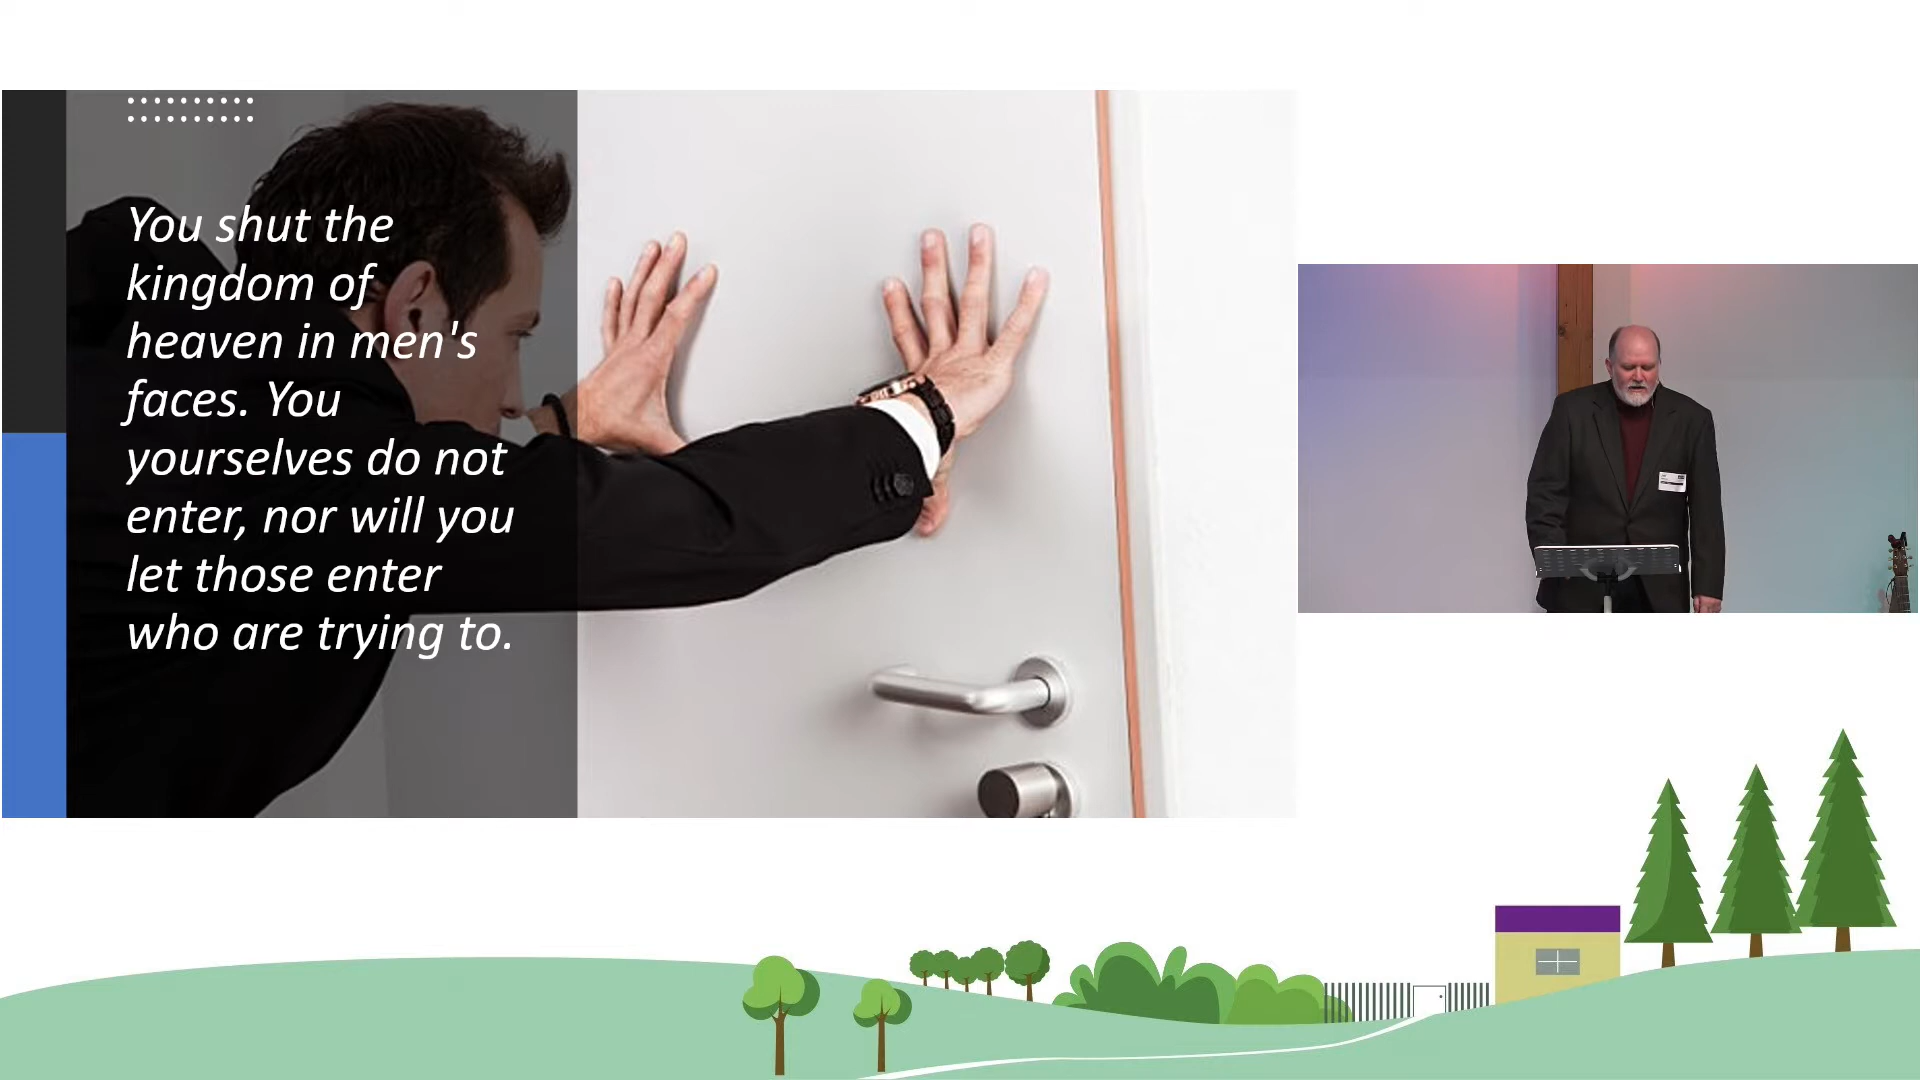 You shut the
kingdom of
heaven in men's
faces. You
yourselves do not
enter, nor will you
let those enter
who are trying to.